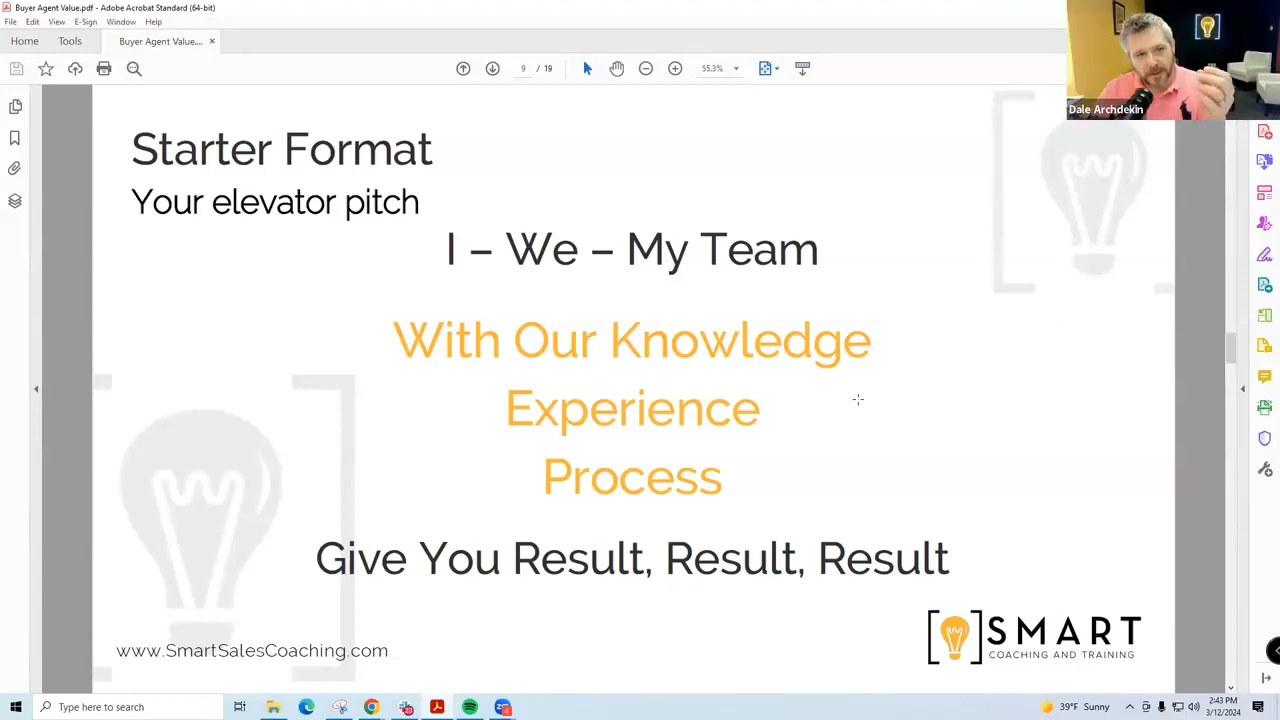 Buyer Agent Value.pdf - Adobe Acrobat Standard (64-bit)
File Edit View E-Sign Window Help
Home Tools Buyer Agent Value.... ×
9 / 19 55.3%
Dale Archdekin
Starter Format
Your elevator pitch
I – We – My Team
With Our Knowledge
Experience
Process
Give You Result, Result, Result
www.SmartSalesCoaching.com
SMART
COACHING AND TRAINING
Type here to search
39°F Sunny
2:43 PM
3/12/2024